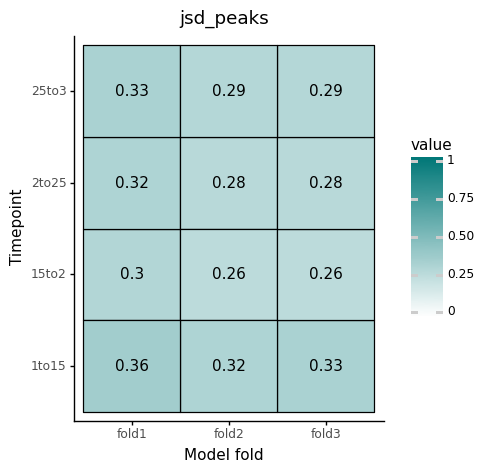 jsd_peaks
Timepoint
25to3
0.33 0.29 0.29
2to25
0.32 0.28 0.28
15to2
0.3 0.26 0.26
1to15
0.36 0.32 0.33
fold1 fold2 fold3
Model fold
value
1
0.75
0.50
0.25
0